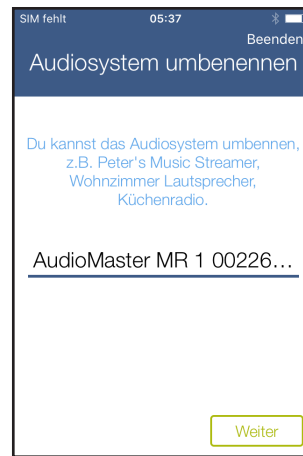 SIM fehlt 05:37
Beenden
Audiosystem umbenennen
Du kannst das Audiosystem umbennen,
z.B. Peter's Music Streamer,
Wohnzimmer Lautsprecher,
Küchenradio.
AudioMaster MR 1 00226…
Weiter